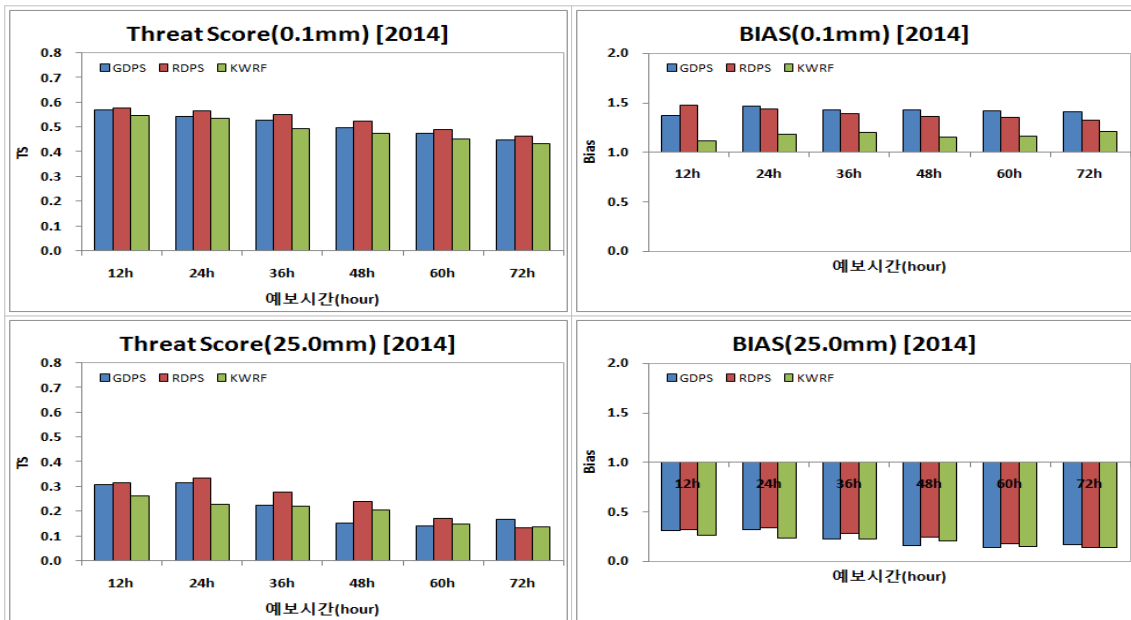 Threat Score(0.1mm) [2014]
0.8
0.7
0.6
0.5
0.4
0.3
0.2
0.1
0.0
TS
GDPS RDPS KWRF
12h 24h 36h 48h 60h 72h
예보시간(hour)
BIAS(0.1mm) [2014]
2.0
1.5
1.0
0.5
0.0
Bias
GDPS RDPS KWRF
12h 24h 36h 48h 60h 72h
예보시간(hour)
Threat Score(25.0mm) [2014]
0.8
0.7
0.6
0.5
0.4
0.3
0.2
0.1
0.0
TS
GDPS RDPS KWRF
12h 24h 36h 48h 60h 72h
예보시간(hour)
BIAS(25.0mm) [2014]
2.0
1.5
1.0
0.5
0.0
Bias
GDPS RDPS KWRF
12h 24h 36h 48h 60h 72h
예보시간(hour)